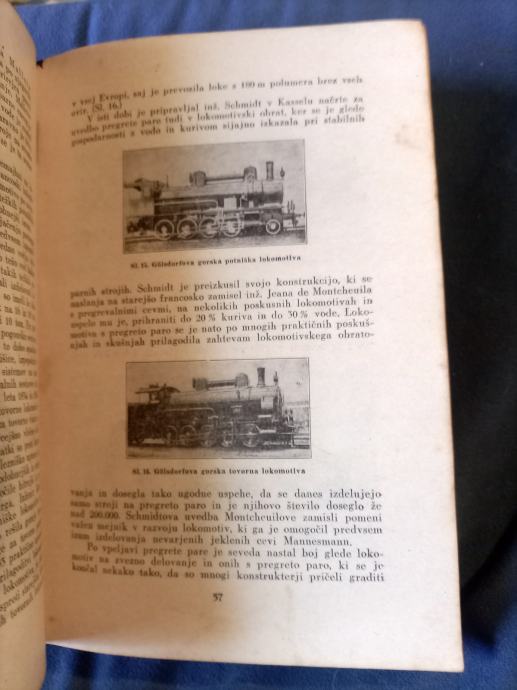 v vsej Evropi, saj je prevozila loke s 100 m polumera brez vseh
ovir. (Sl. 16.)
V isti dobi je pripravljal inž. Schmidt v Kasselu načrte za
uvedbo pregrete paro tudi v lokomotivski obrat, ker se je glede
gospodarnosti z vodo in kurivom sijajno izkazala pri stabilnih
Sl. 15. Gölsdorfova gorska potniška lokomotiva
parnih strojih. Schmidt je preizkusil svojo konstrukcijo, ki se
naslanja na starejšo francosko zamisel inž. Jeana de Montcheuila
s pregrevalnimi cevmi, na nekolikih poskusnih lokomotivah in
uspelo mu je, prihraniti do 20 % kuriva in do 30 % vode. Loko-
motiva s pregreto paro se je nato po mnogih praktičnih poskuš-
njah in skušnjah prilagodila zahtevam lokomotivskega obrato-
Sl. 16. Gölsdorfova gorska tovorna lokomotiva
vanja in dosegla tako ugodne uspehe, da se danes izdelujejo
samo stroji na pregreto paro in je njihovo število doseglo že
200.000. Schmidtova uvedba Montcheuilove zamisli pomeni
važen mejnik v razvoju lokomotiv, ki ga je omogočil predvsem
izum izdelovanja nevarjenih jeklenih cevi Mannesmann.
Po vpeljavi pregrete pare je seveda nastal boj glede loko-
motiv na zvezno delovanje in onih s pregreto paro, ki se je
končal nekako tako, da so mnogi konstrukterji pričeli graditi
57